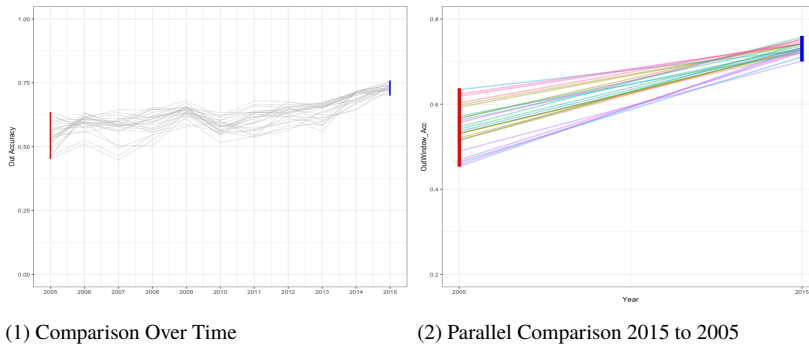 1.00
0.75
0.50
0.25
0.00
Out Accuracy
2005 2006 2007 2008 2009 2010 2011 2012 2013 2014 2015
0.8
0.6
0.4
0.2
OutWindow_Acc
2005 2015
Year
(1) Comparison Over Time
(2) Parallel Comparison 2015 to 2005